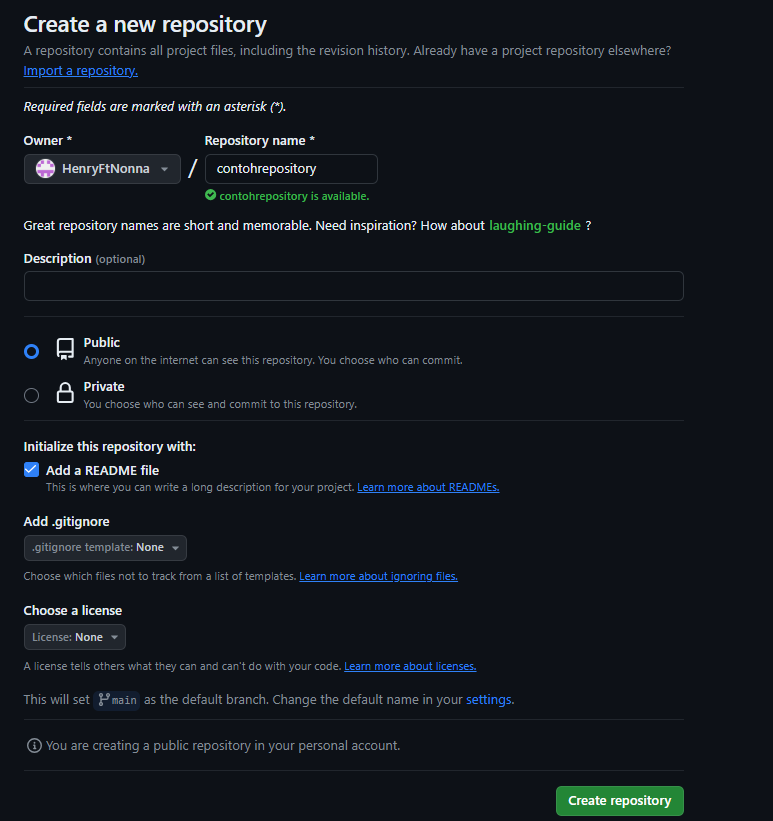 Create a new repository
A repository contains all project files, including the revision history. Already have a project repository elsewhere?
Import a repository.
Required fields are marked with an asterisk (*).
Owner * Repository name *
HenryFtNonna / contohrepository
contohrepository is available.
Great repository names are short and memorable. Need inspiration? How about laughing-guide ?
Description (optional)
Public
Anyone on the internet can see this repository. You choose who can commit.
Private
You choose who can see and commit to this repository.
Initialize this repository with:
Add a README file
This is where you can write a long description for your project. Learn more about READMEs.
Add .gitignore
.gitignore template: None
Choose which files not to track from a list of templates. Learn more about ignoring files.
Choose a license
License: None
A license tells others what they can and can't do with your code. Learn more about licenses.
This will set main as the default branch. Change the default name in your settings.
You are creating a public repository in your personal account.
Create repository